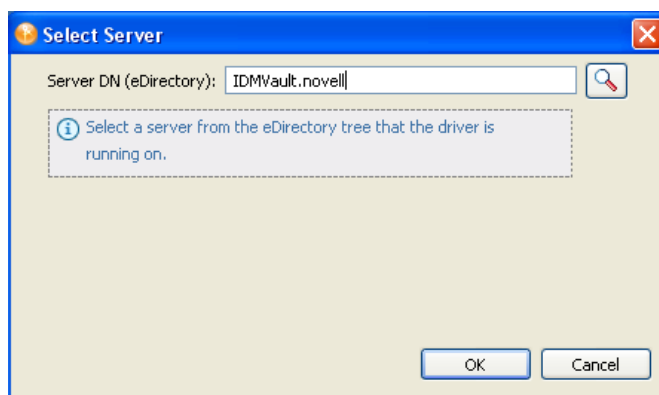 Select Server
Server DN (eDirectory): IDMVault.novell
Select a server from the eDirectory tree that the driver is
running on.
OK Cancel